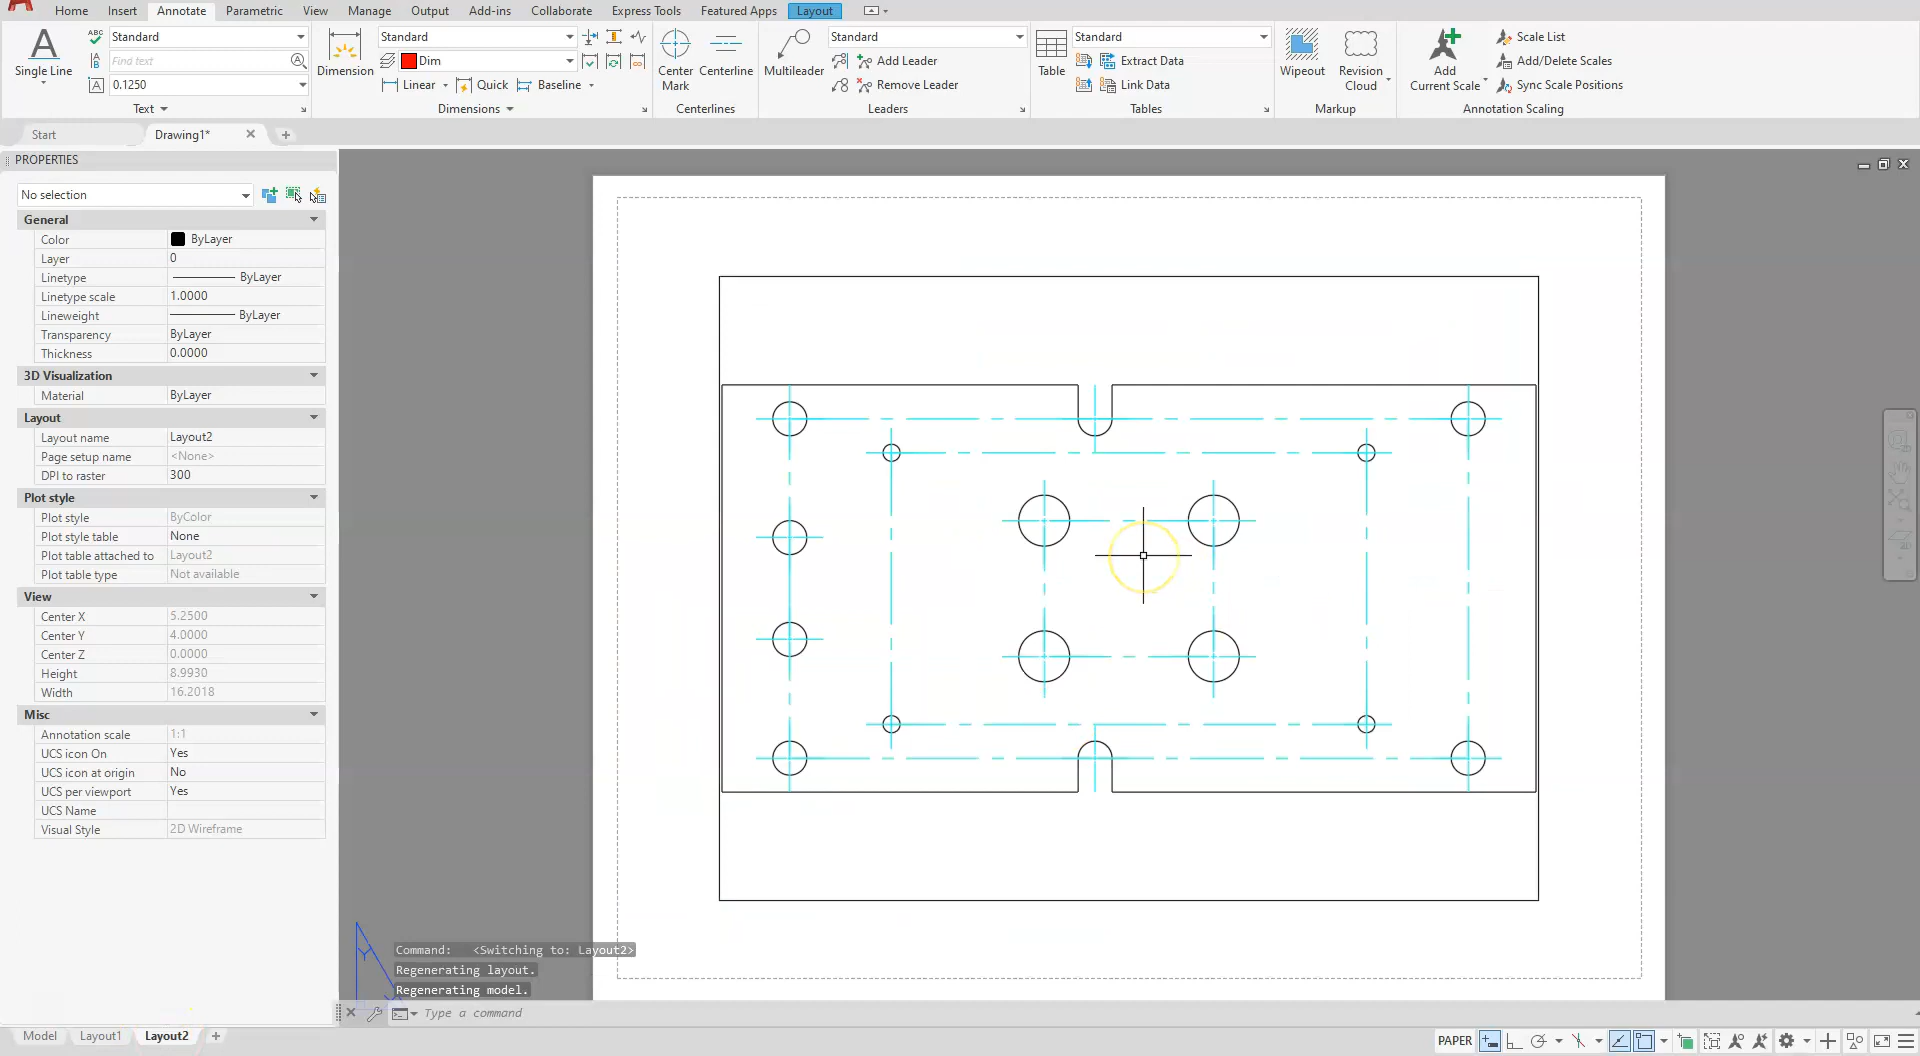 Home Insert Annotate Parametric View Manage Output Add-ins Collaborate Express Tools Featured Apps Layout
Single Line
Standard
Find text
0.1250
Text
Dimension
Standard
Dim
Linear Quick Baseline
Dimensions
Center Mark
Centerline
Centerlines
Multileader
Standard
Add Leader
Remove Leader
Leaders
Table
Standard
Extract Data
Link Data
Tables
Wipeout
Revision Cloud
Markup
Add Current Scale
Scale List
Add/Delete Scales
Sync Scale Positions
Annotation Scaling
Start
Drawing1*
PROPERTIES
No selection
General
Color ByLayer
Layer 0
Linetype ByLayer
Linetype scale 1.0000
Lineweight ByLayer
Transparency ByLayer
Thickness 0.0000
3D Visualization
Material ByLayer
Layout
Layout name Layout2
Page setup name <None>
DPI to raster 300
Plot style
Plot style ByColor
Plot style table None
Plot table attached to Layout2
Plot table type Not available
View
Center X 5.2500
Center Y 4.0000
Center Z 0.0000
Height 8.9930
Width 16.2018
Misc
Annotation scale 1:1
UCS icon On Yes
UCS icon at origin No
UCS per viewport Yes
UCS Name
Visual Style 2D Wireframe
Command: <Switching to: Layout2>
Regenerating layout.
Regenerating model.
Type a command
Model Layout1 Layout2
PAPER